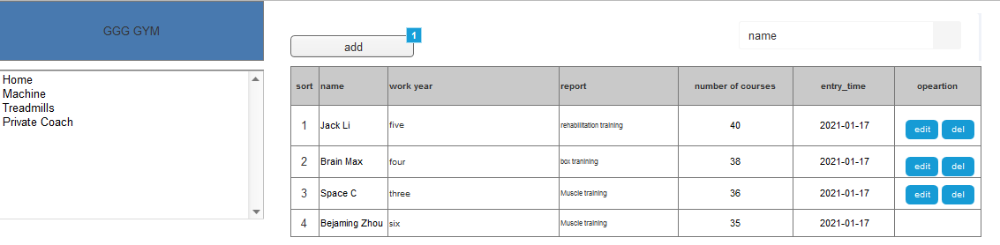 GGG GYM
Home
Machine
Treadmills
Private Coach
add 1
name
sort name work year report number of courses entry_time opeartion
1 Jack Li five rehabilitation training 40 2021-01-17 edit del
2 Brain Max four box tranining 38 2021-01-17 edit del
3 Space C three Muscle training 36 2021-01-17 edit del
4 Bejaming Zhou six Muscle training 35 2021-01-17